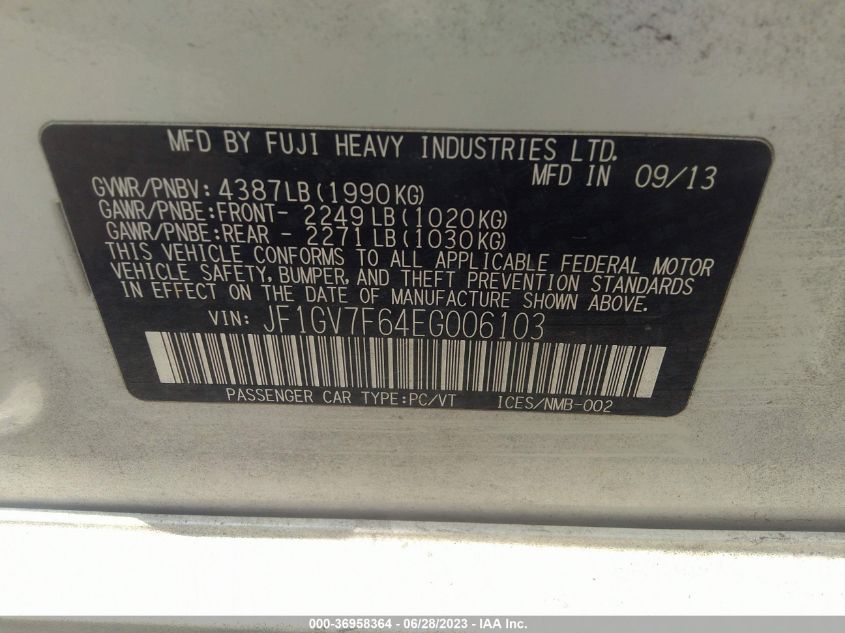 MFD BY FUJI HEAVY INDUSTRIES LTD.
MFD IN 09/13
GVWR/PNBV: 4387LB(1990KG)
GAWR/PNBE:FRONT- 2249LB(1020KG)
GAWR/PNBE:REAR - 2271LB(1030KG)
THIS VEHICLE CONFORMS TO ALL APPLICABLE FEDERAL MOTOR
VEHICLE SAFETY, BUMPER, AND THEFT PREVENTION STANDARDS
IN EFFECT ON THE DATE OF MANUFACTURE SHOWN ABOVE.
VIN: JF1GV7F64EG006103
PASSENGER CAR TYPE:PC/VT ICES/NMB-002
000-36958364 - 06/28/2023 - IAA Inc.